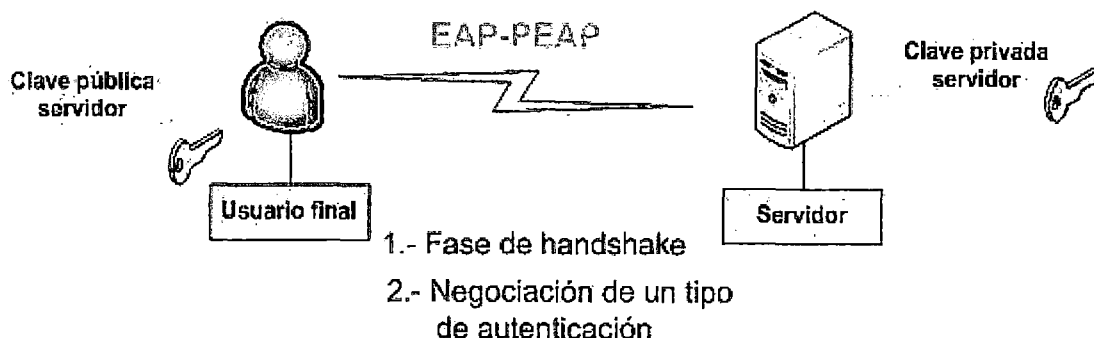 EAP-PEAP
Clave pública
servidor
Clave privada
servidor
Usuario final
Servidor
1.- Fase de handshake
2.- Negociación de un tipo
de autenticación